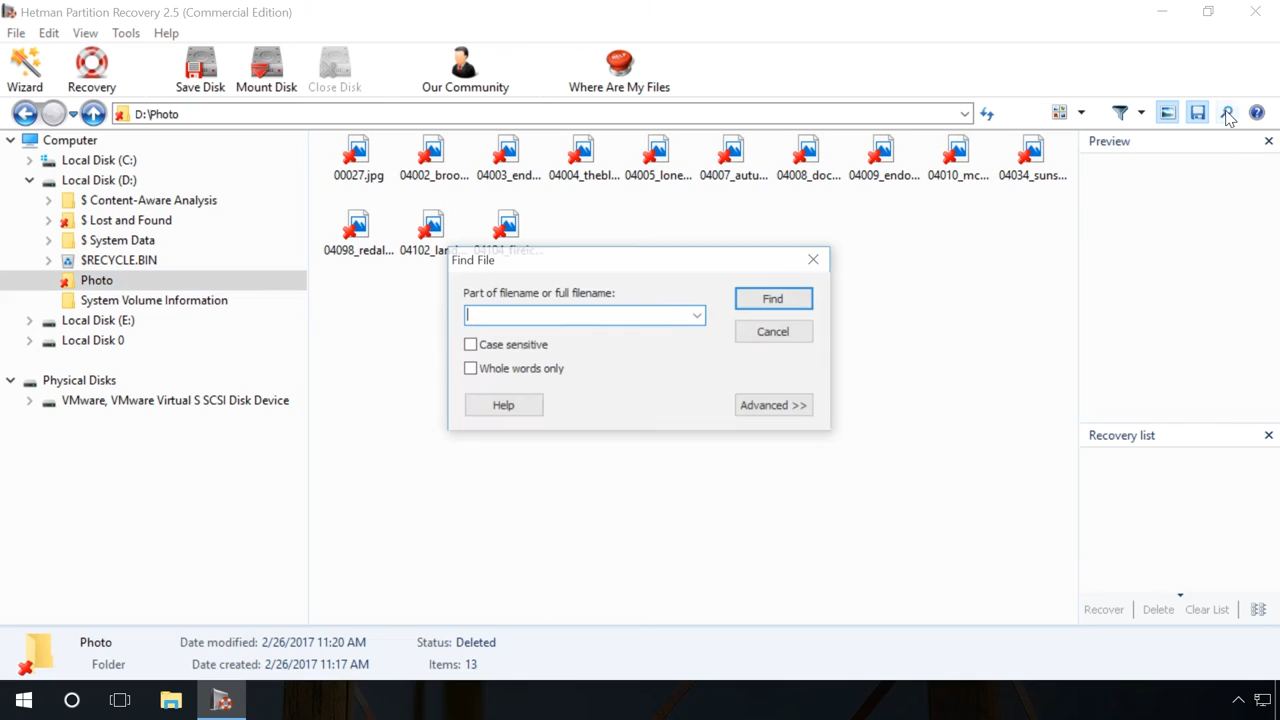 Hetman Partition Recovery 2.5 (Commercial Edition)
File Edit View Tools Help
Wizard Recovery Save Disk Mount Disk Close Disk Our Community Where Are My Files
D:\Photo
Computer
Local Disk (C:)
Local Disk (D:)
$ Content-Aware Analysis
$ Lost and Found
$ System Data
$RECYCLE.BIN
Photo
System Volume Information
Local Disk (E:)
Local Disk 0
Physical Disks
VMware, VMware Virtual S SCSI Disk Device
00027.jpg 04002_broo... 04003_end... 04004_thebl... 04005_lone... 04007_autu... 04008_doc... 04009_endo... 04010_mc... 04034_suns...
04098_redal... 04102_lan 04104_fireic...
Find File
Part of filename or full filename:
Find
Cancel
Case sensitive
Whole words only
Help
Advanced >>
Preview
Recovery list
Recover Delete Clear List
Photo Date modified: 2/26/2017 11:20 AM Status: Deleted
Folder Date created: 2/26/2017 11:17 AM Items: 13